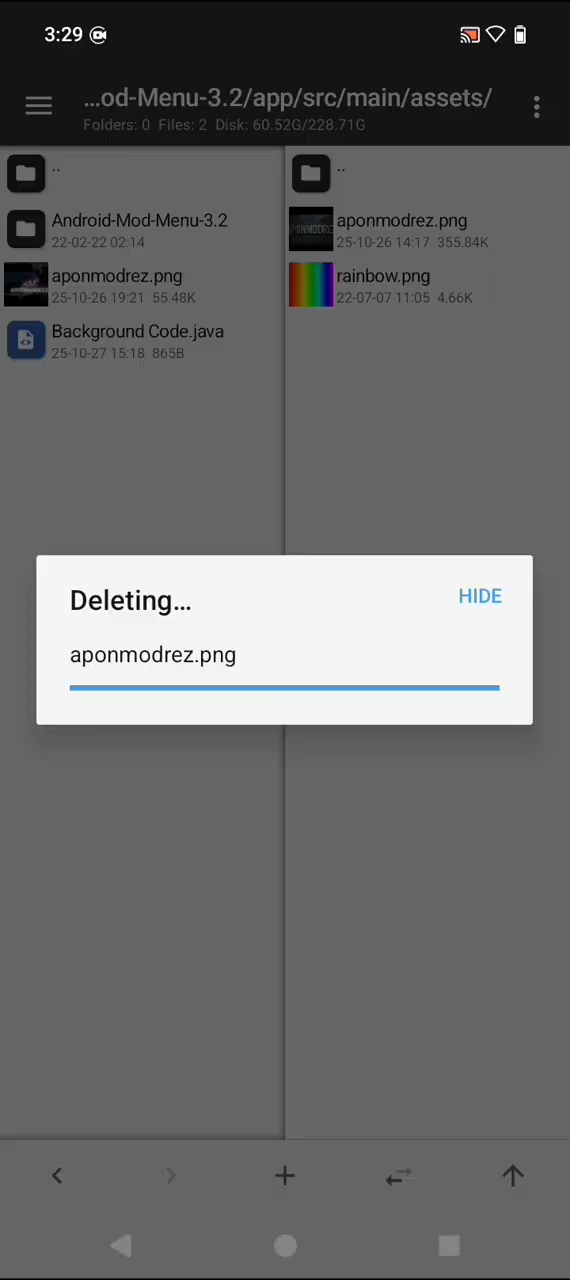 3:29
…od-Menu-3.2/app/src/main/assets/
Folders: 0 Files: 2 Disk: 60.52G/228.71G
..
Android-Mod-Menu-3.2
22-02-22 02:14
aponmodrez.png
25-10-26 19:21 55.48K
Background Code.java
25-10-27 15:18 865B
..
aponmodrez.png
25-10-26 14:17 355.84K
rainbow.png
22-07-07 11:05 4.66K
Deleting…
HIDE
aponmodrez.png